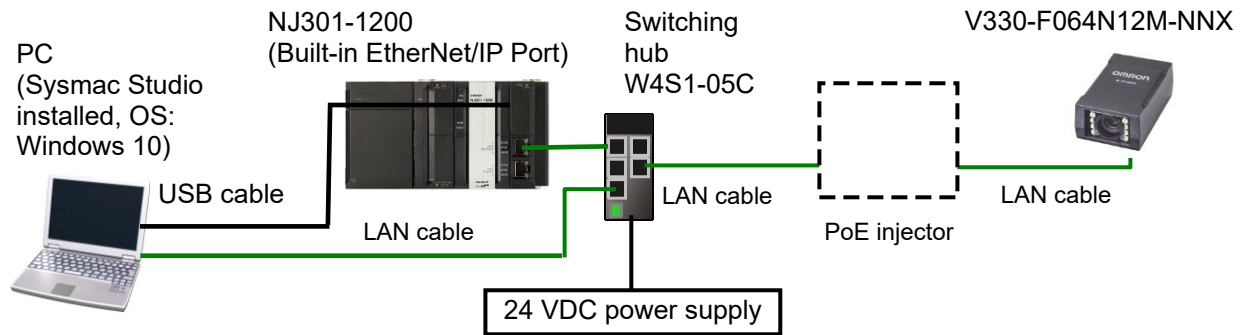 PC
(Sysmac Studio
installed, OS:
Windows 10)
NJ301-1200
(Built-in EtherNet/IP Port)
Switching
hub
W4S1-05C
V330-F064N12M-NNX
OMRON
USB cable
LAN cable
LAN cable
PoE injector
LAN cable
24 VDC power supply